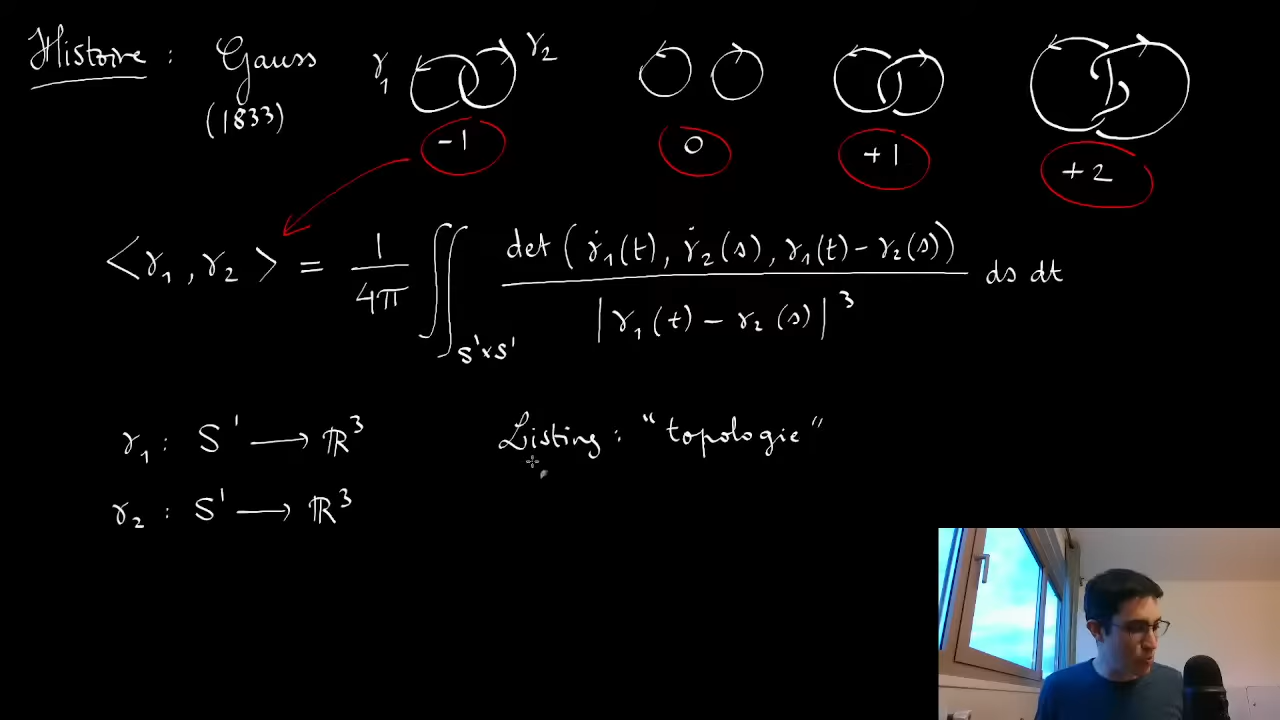 Histoire : Gauss
(1833)
γ₁ γ₂
-1 0 +1 +2
<γ₁, γ₂> = 1/4π ∬_{S¹×S¹} det(γ̇₁(t), γ̇₂(s), γ₁(t) - γ₂(s)) / |γ₁(t) - γ₂(s)|³ ds dt
γ₁ : S¹ ⟶ ℝ³
Listing : "topologie"
γ₂ : S¹ ⟶ ℝ³